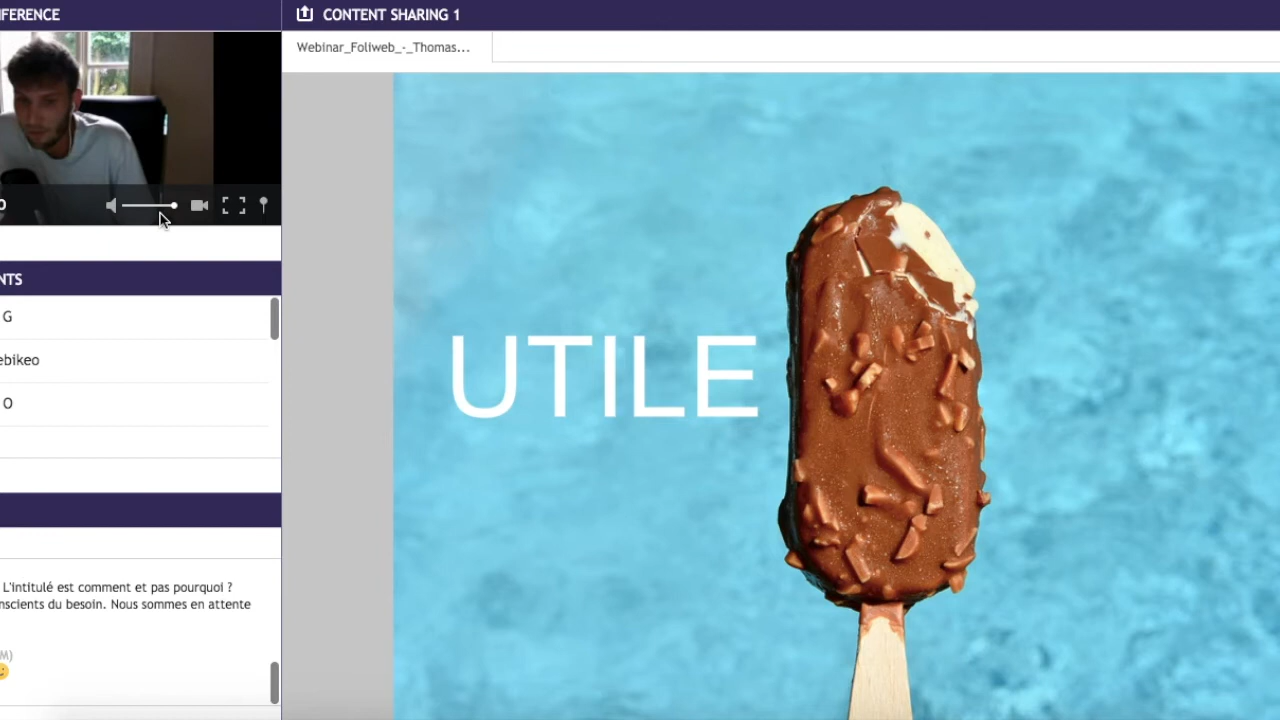 NFERENCE
CONTENT SHARING 1
Webinar_Foliweb_-_Thomas...
NTS
G
ebikeo
O
UTILE
L'intitulé est comment et pas pourquoi ?
nscients du besoin. Nous sommes en attente
M)